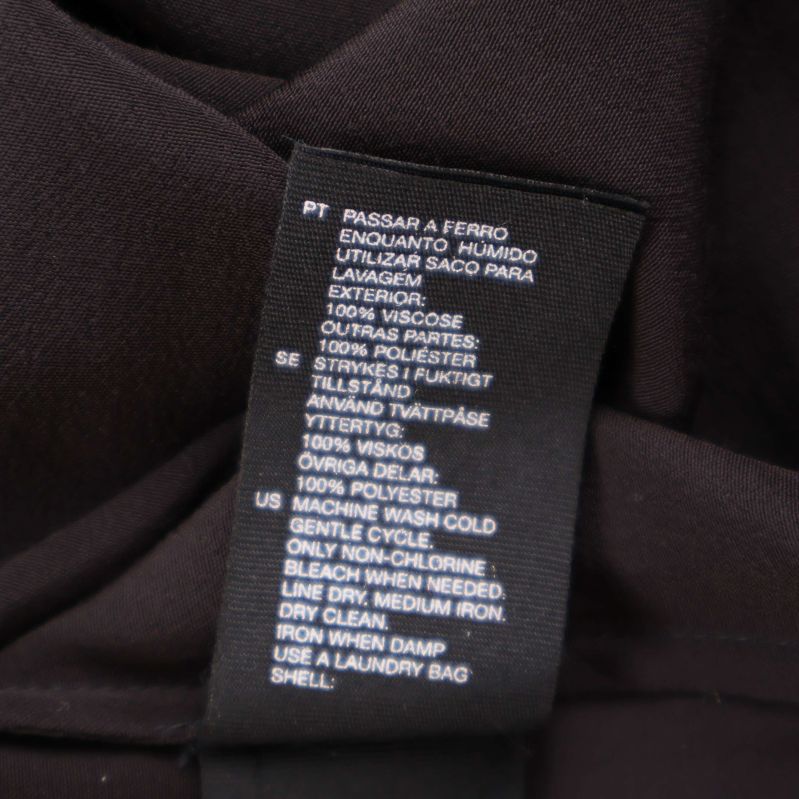 PT PASSAR A FERRO
ENQUANTO HÚMIDO
UTILIZAR SACO PARA
LAVAGEM
EXTERIOR:
100% VISCOSE
OUTRAS PARTES:
100% POLIÉSTER
SE STRYKES I FUKTIGT
TILLSTÅND
ANVÄND TVÄTTPÅSE
YTTERTYG:
100% VISKOS
ÖVRIGA DELAR:
100% POLYESTER
US MACHINE WASH COLD
GENTLE CYCLE.
ONLY NON-CHLORINE
BLEACH WHEN NEEDED.
LINE DRY, MEDIUM IRON.
DRY CLEAN.
IRON WHEN DAMP
USE A LAUNDRY BAG
SHELL: